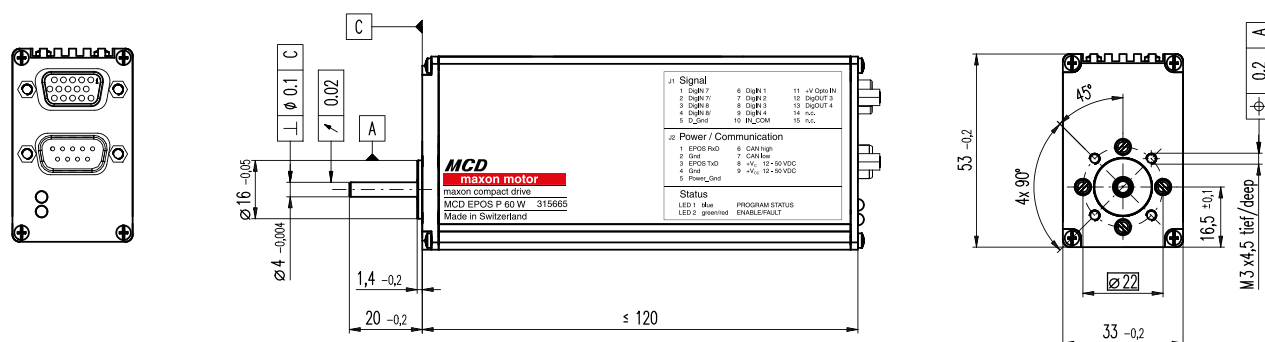 C
⊥ ⌀ 0.1 C
↗ 0.02
A
⌀16 -0,05
⌀4 -0,004
1,4 -0,2
20 -0,2
≤ 120
J1 Signal
1 DigIN 7 6 DigIN 1 11 +V Opto IN
2 DigIN 7/ 7 DigIN 2 12 DigOUT 3
3 DigIN 8 8 DigIN 3 13 DigOUT 4
4 DigIN 8/ 9 DigIN 4 14 n.c.
5 D_Gnd 10 IN_COM 15 n.c.
J2 Power / Communication
1 EPOS RxD 6 CAN high
2 Gnd 7 CAN low
3 EPOS TxD 8 +Vc 12 - 50 VDC
4 Gnd 9 +Vcc 12 - 50 VDC
5 Power_Gnd
Status
LED 1 blue PROGRAM STATUS
LED 2 green/red ENABLE/FAULT
MCD
maxon motor
maxon compact drive
MCD EPOS P 60 W 315665
Made in Switzerland
53 -0,2
45°
4x 90°
⌀22
33 -0,2
16,5 ±0,1
M3 x4,5 tief/deep
⌖ 0.2 A